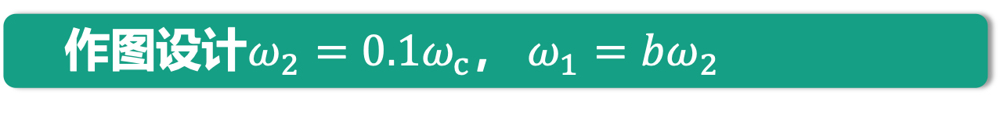 作图设计ω₂ = 0.1ω_c， ω₁ = bω₂